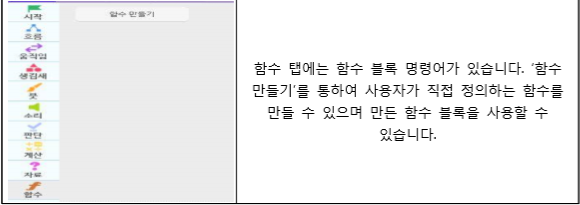 시작
흐름
움직임
생김새
붓
소리
판단
계산
자료
함수
함수 만들기
함수 탭에는 함수 블록 명령어가 있습니다. ‘함수
만들기’를 통하여 사용자가 직접 정의하는 함수를
만들 수 있으며 만든 함수 블록을 사용할 수
있습니다.